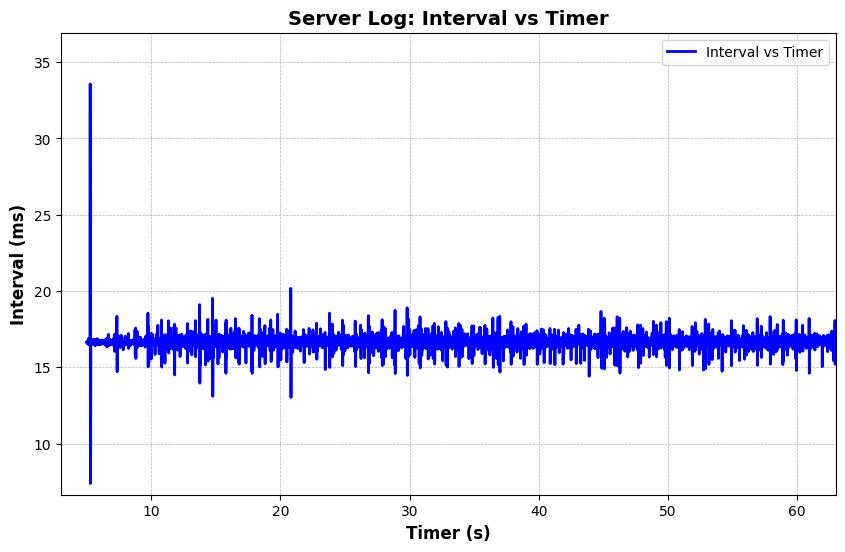 Server Log: Interval vs Timer
Interval vs Timer
35
30
25
20
15
10
Interval (ms)
10 20 30 40 50 60
Timer (s)